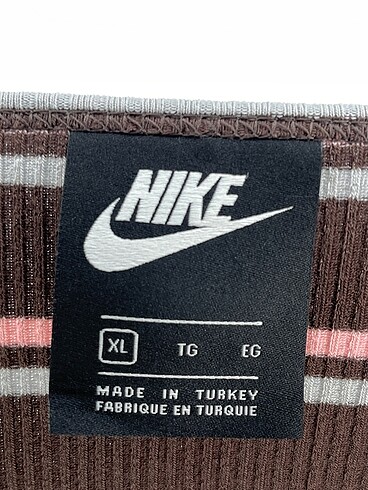 NIKE
XL TG EG
MADE IN TURKEY
FABRIQUE EN TURQUIE